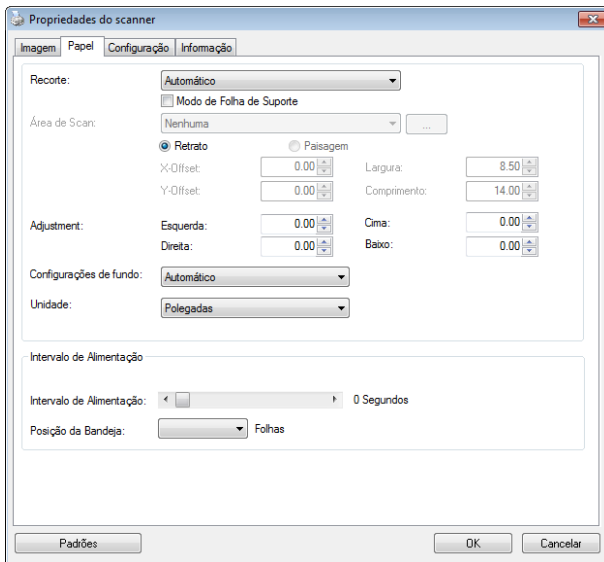 Propriedades do scanner
Imagem Papel Configuração Informação
Recorte: Automático
Modo de Folha de Suporte
Área de Scan: Nenhuma ...
Retrato Paisagem
X-Offset: 0.00 Largura: 8.50
Y-Offset: 0.00 Comprimento: 14.00
Adjustment: Esquerda: 0.00 Cima: 0.00
Direita: 0.00 Baixo: 0.00
Configurações de fundo: Automático
Unidade: Polegadas
Intervalo de Alimentação
Intervalo de Alimentação: 0 Segundos
Posição da Bandeja: Folhas
Padrões OK Cancelar